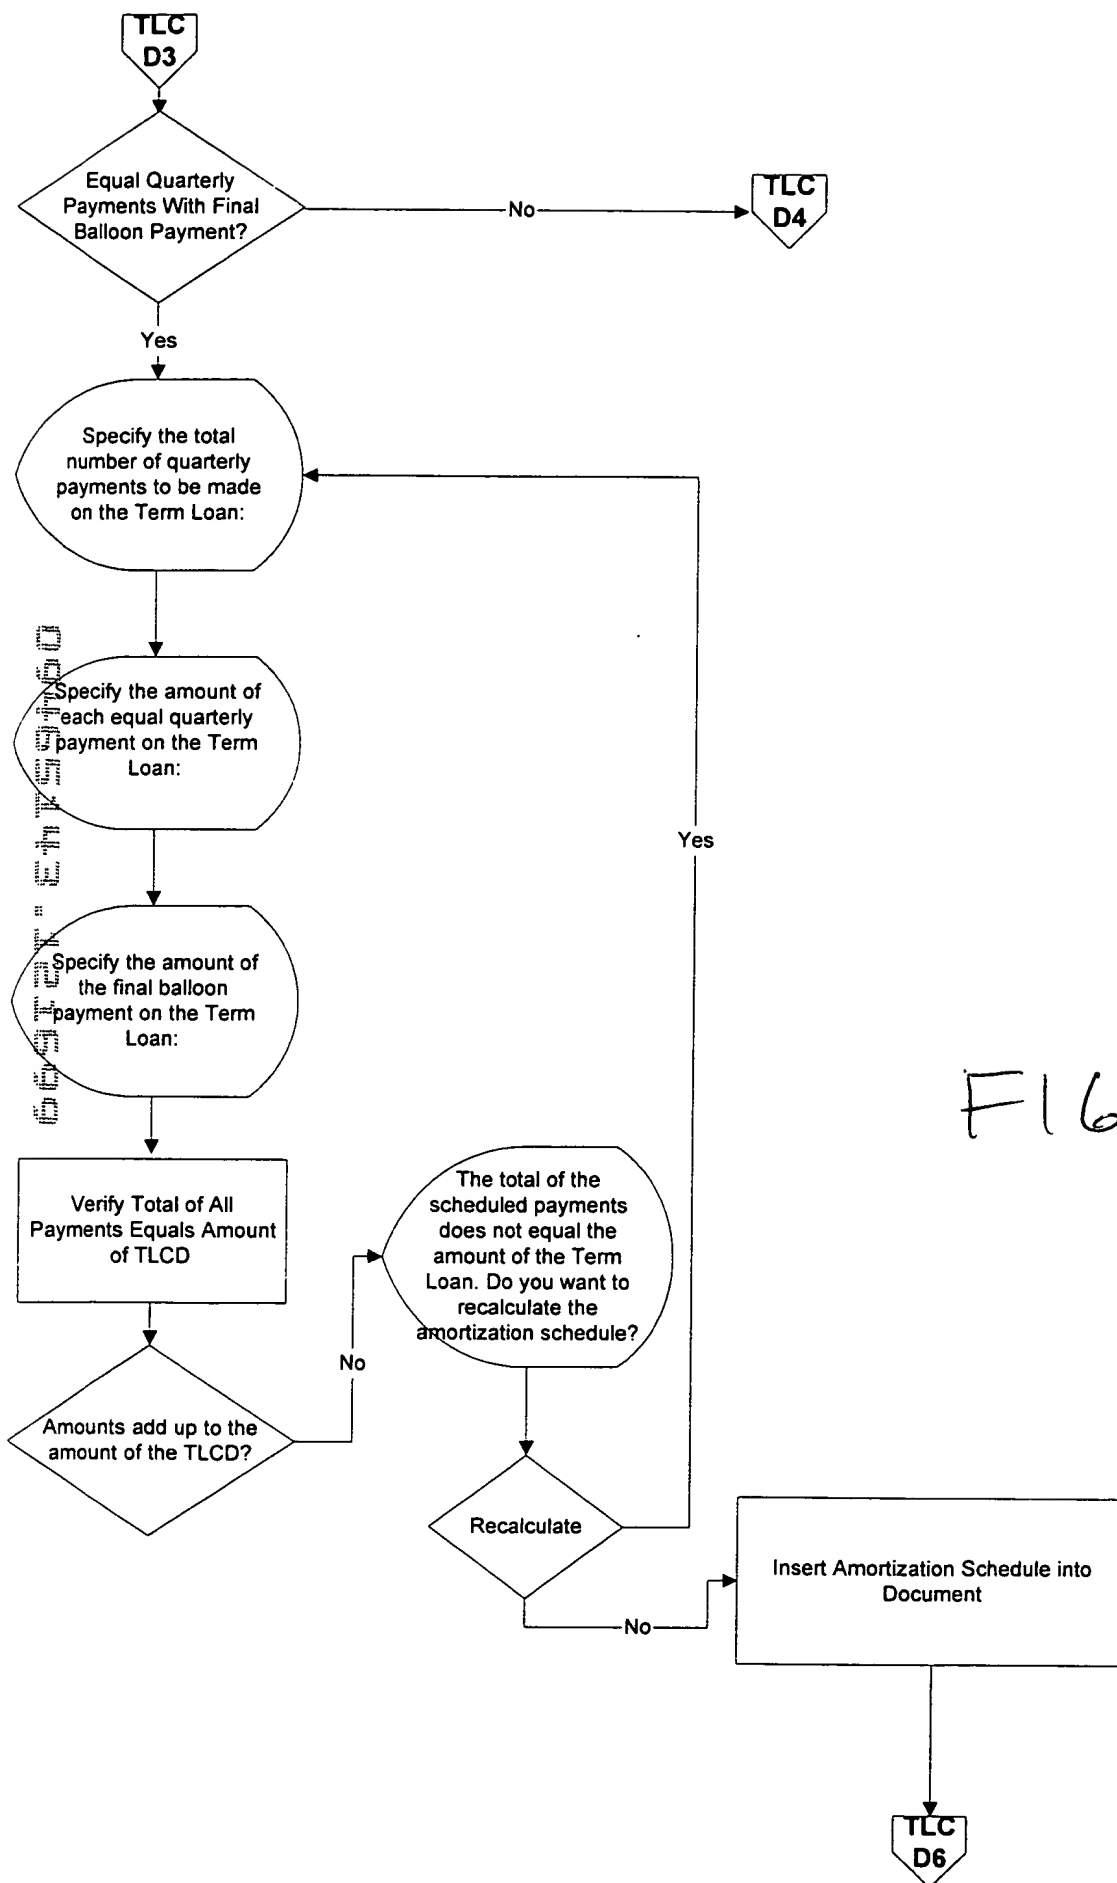 TLC
D3
Equal Quarterly
Payments With Final
Balloon Payment?
No
TLC
D4
Yes
Specify the total
number of quarterly
payments to be made
on the Term Loan:
Specify the amount of
each equal quarterly
payment on the Term
Loan:
Yes
Specify the amount of
the final balloon
payment on the Term
Loan:
FIG
Verify Total of All
Payments Equals Amount
of TLCD
The total of the
scheduled payments
does not equal the
amount of the Term
Loan. Do you want to
recalculate the
amortization schedule?
No
Amounts add up to the
amount of the TLCD?
Recalculate
Insert Amortization Schedule into
Document
No
TLC
D6